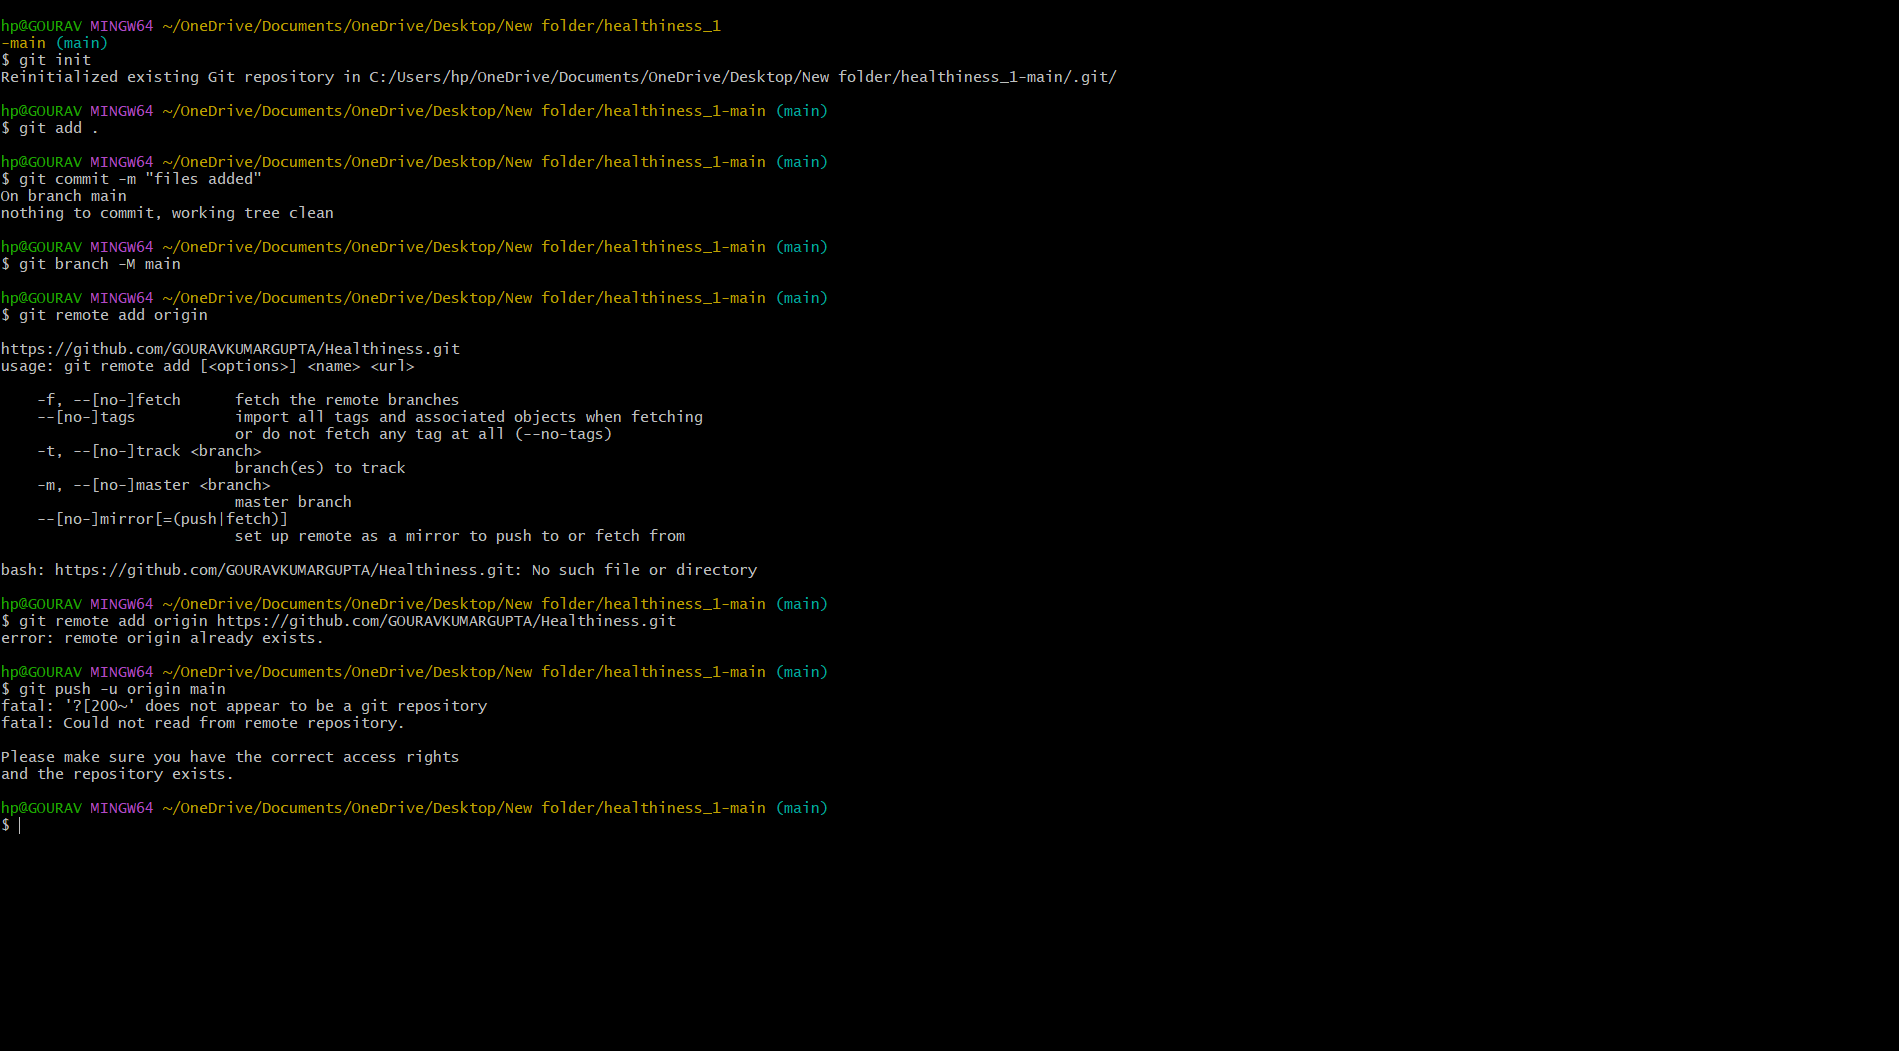 hp@GOURAV MINGW64 ~/OneDrive/Documents/OneDrive/Desktop/New folder/healthiness_1
-main (main)
$ git init
Reinitialized existing Git repository in C:/Users/hp/OneDrive/Documents/OneDrive/Desktop/New folder/healthiness_1-main/.git/
hp@GOURAV MINGW64 ~/OneDrive/Documents/OneDrive/Desktop/New folder/healthiness_1-main (main)
$ git add .
hp@GOURAV MINGW64 ~/OneDrive/Documents/OneDrive/Desktop/New folder/healthiness_1-main (main)
$ git commit -m "files added"
On branch main
nothing to commit, working tree clean
hp@GOURAV MINGW64 ~/OneDrive/Documents/OneDrive/Desktop/New folder/healthiness_1-main (main)
$ git branch -M main
hp@GOURAV MINGW64 ~/OneDrive/Documents/OneDrive/Desktop/New folder/healthiness_1-main (main)
$ git remote add origin
https://github.com/GOURAVKUMARGUPTA/Healthiness.git
usage: git remote add [<options>] <name> <url>
    -f, --[no-]fetch      fetch the remote branches
    --[no-]tags           import all tags and associated objects when fetching
                          or do not fetch any tag at all (--no-tags)
    -t, --[no-]track <branch>
                          branch(es) to track
    -m, --[no-]master <branch>
                          master branch
    --[no-]mirror[=(push|fetch)]
                          set up remote as a mirror to push to or fetch from
bash: https://github.com/GOURAVKUMARGUPTA/Healthiness.git: No such file or directory
hp@GOURAV MINGW64 ~/OneDrive/Documents/OneDrive/Desktop/New folder/healthiness_1-main (main)
$ git remote add origin https://github.com/GOURAVKUMARGUPTA/Healthiness.git
error: remote origin already exists.
hp@GOURAV MINGW64 ~/OneDrive/Documents/OneDrive/Desktop/New folder/healthiness_1-main (main)
$ git push -u origin main
fatal: '?[200~' does not appear to be a git repository
fatal: Could not read from remote repository.
Please make sure you have the correct access rights
and the repository exists.
hp@GOURAV MINGW64 ~/OneDrive/Documents/OneDrive/Desktop/New folder/healthiness_1-main (main)
$